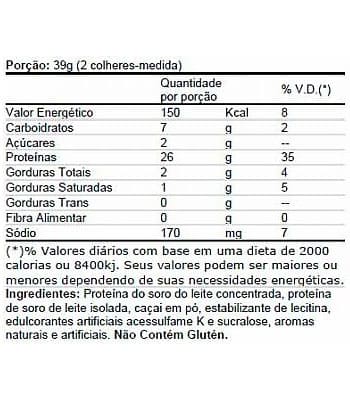 Porção: 39g (2 colheres-medida)
Quantidade por porção % V.D.(*)
Valor Energético 150 Kcal 8
Carboidratos 7 g 2
Açúcares 2 g --
Proteínas 26 g 35
Gorduras Totais 2 g 4
Gorduras Saturadas 1 g 5
Gorduras Trans 0 g --
Fibra Alimentar 0 g 0
Sódio 170 mg 7
(*)% Valores diários com base em uma dieta de 2000
calorias ou 8400kj. Seus valores podem ser maiores ou
menores dependendo de suas necessidades energéticas.
Ingredientes: Proteína do soro do leite concentrada, proteína
de soro de leite isolada, caçai em pó, estabilizante de lecitina,
edulcorantes artificiais acessulfame K e sucralose, aromas
naturais e artificiais. Não Contém Glutén.